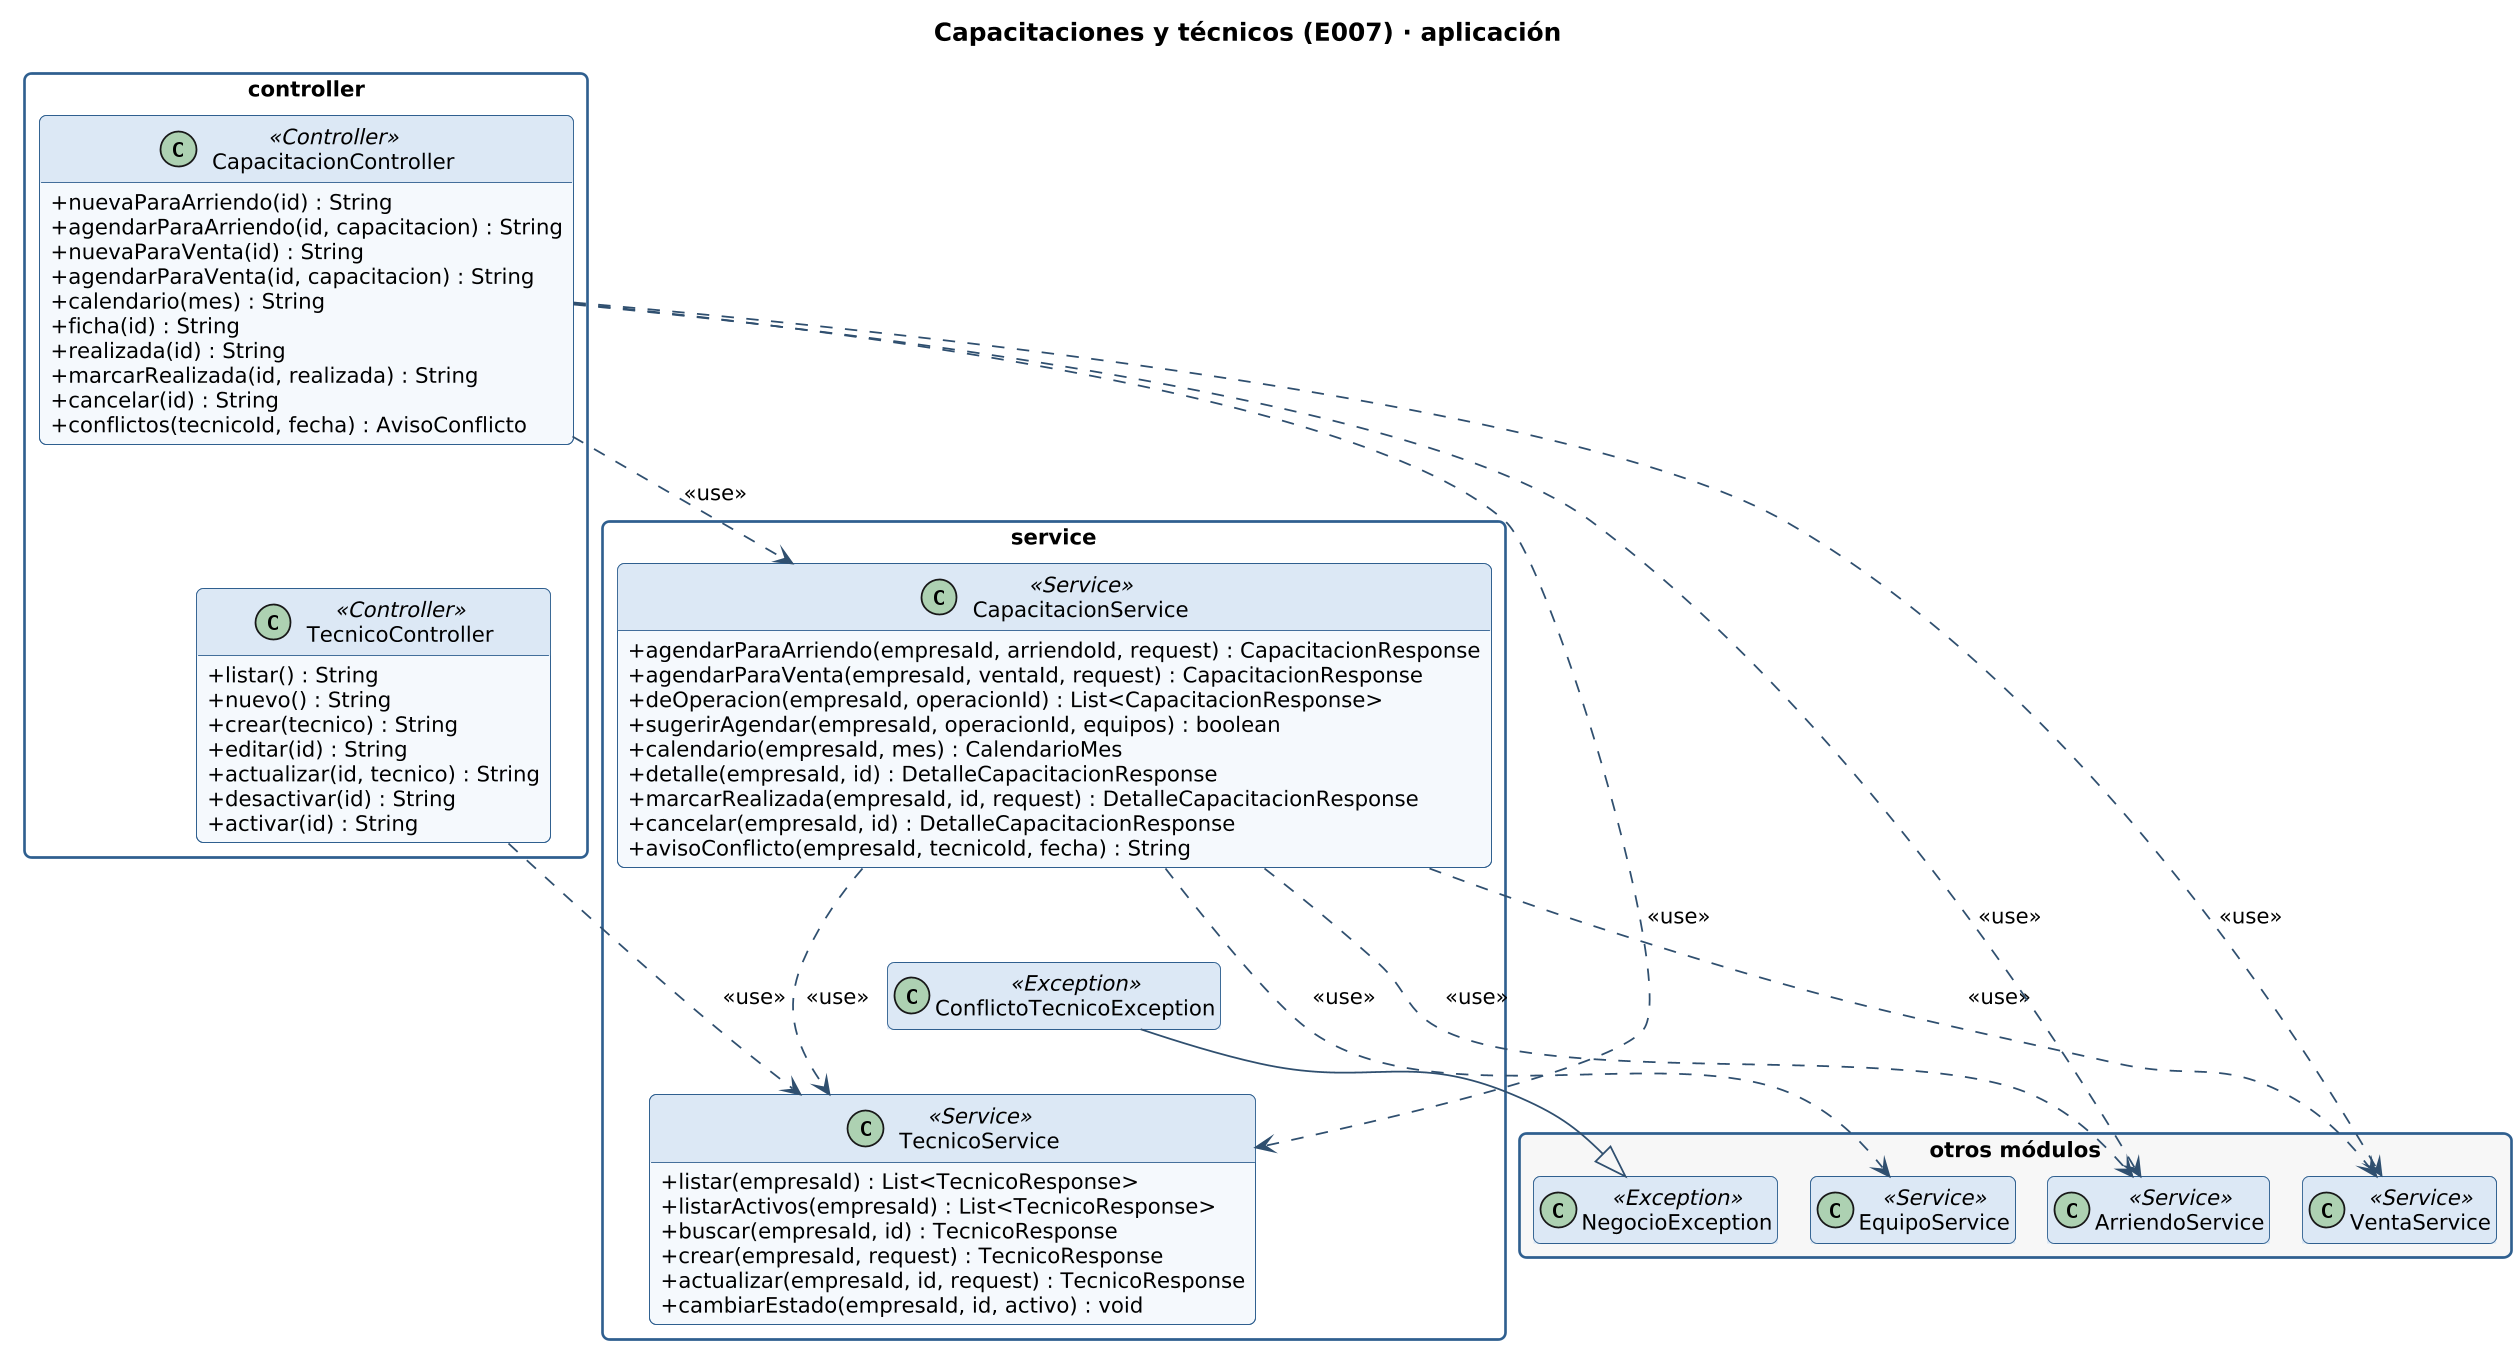 Capacitaciones y técnicos (E007) · aplicación
controller
«Controller»
C
CapacitacionController
+nuevaParaArriendo(id) : String
+agendarParaArriendo(id, capacitacion) : String
+nuevaParaVenta(id) : String
+agendarParaVenta(id, capacitacion) : String
+calendario(mes) : String
+ficha(id) : String
+realizada(id) : String
+marcarRealizada(id, realizada) : String
+cancelar(id) : String
+conflictos(tecnicoId, fecha) : AvisoConflicto
«use»
service
«Controller»
C
TecnicoController
+listar() : String
+nuevo() : String
+crear(tecnico) : String
+editar(id) : String
+actualizar(id, tecnico) : String
+desactivar(id) : String
+activar(id) : String
«Service»
C
CapacitacionService
+agendarParaArriendo(empresaId, arriendoId, request) : CapacitacionResponse
+agendarParaVenta(empresaId, ventaId, request) : CapacitacionResponse
+deOperacion(empresaId, operacionId) : List<CapacitacionResponse>
+sugerirAgendar(empresaId, operacionId, equipos) : boolean
+calendario(empresaId, mes) : CalendarioMes
+detalle(empresaId, id) : DetalleCapacitacionResponse
+marcarRealizada(empresaId, id, request) : DetalleCapacitacionResponse
+cancelar(empresaId, id) : DetalleCapacitacionResponse
+avisoConflicto(empresaId, tecnicoId, fecha) : String
«use»
«use»
«use»
«use»
«use»
«Exception»
C
ConflictoTecnicoException
«use»
«use»
«use»
«Service»
C
TecnicoService
+listar(empresaId) : List<TecnicoResponse>
+listarActivos(empresaId) : List<TecnicoResponse>
+buscar(empresaId, id) : TecnicoResponse
+crear(empresaId, request) : TecnicoResponse
+actualizar(empresaId, id, request) : TecnicoResponse
+cambiarEstado(empresaId, id, activo) : void
otros módulos
«Exception»
C
NegocioException
«Service»
C
EquipoService
«Service»
C
ArriendoService
«Service»
C
VentaService